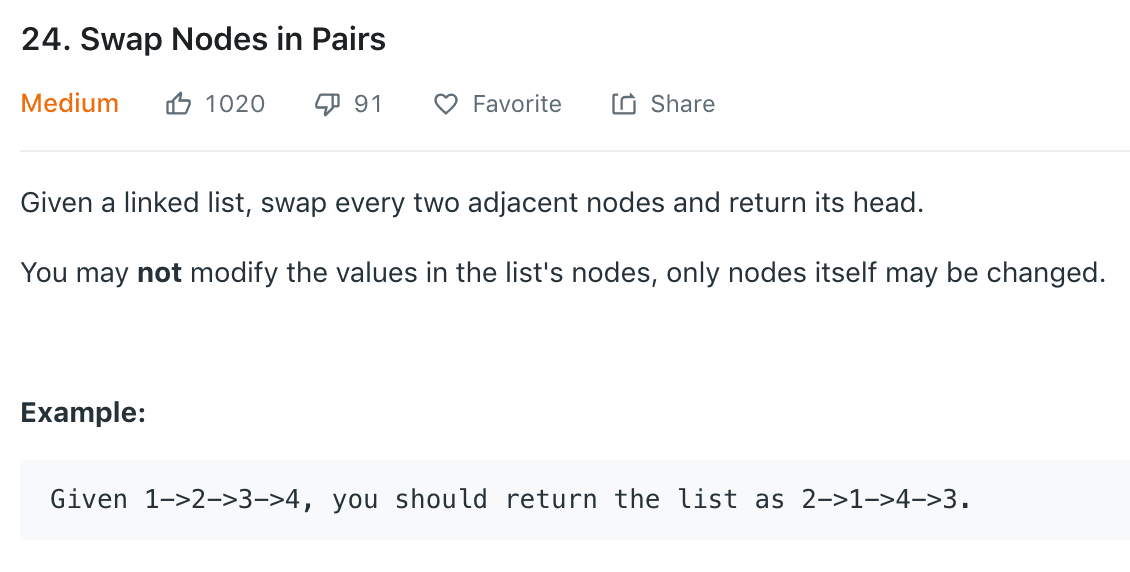 24. Swap Nodes in Pairs
Medium 1020 91 Favorite Share
Given a linked list, swap every two adjacent nodes and return its head.
You may not modify the values in the list's nodes, only nodes itself may be changed.
Example:
Given 1->2->3->4, you should return the list as 2->1->4->3.